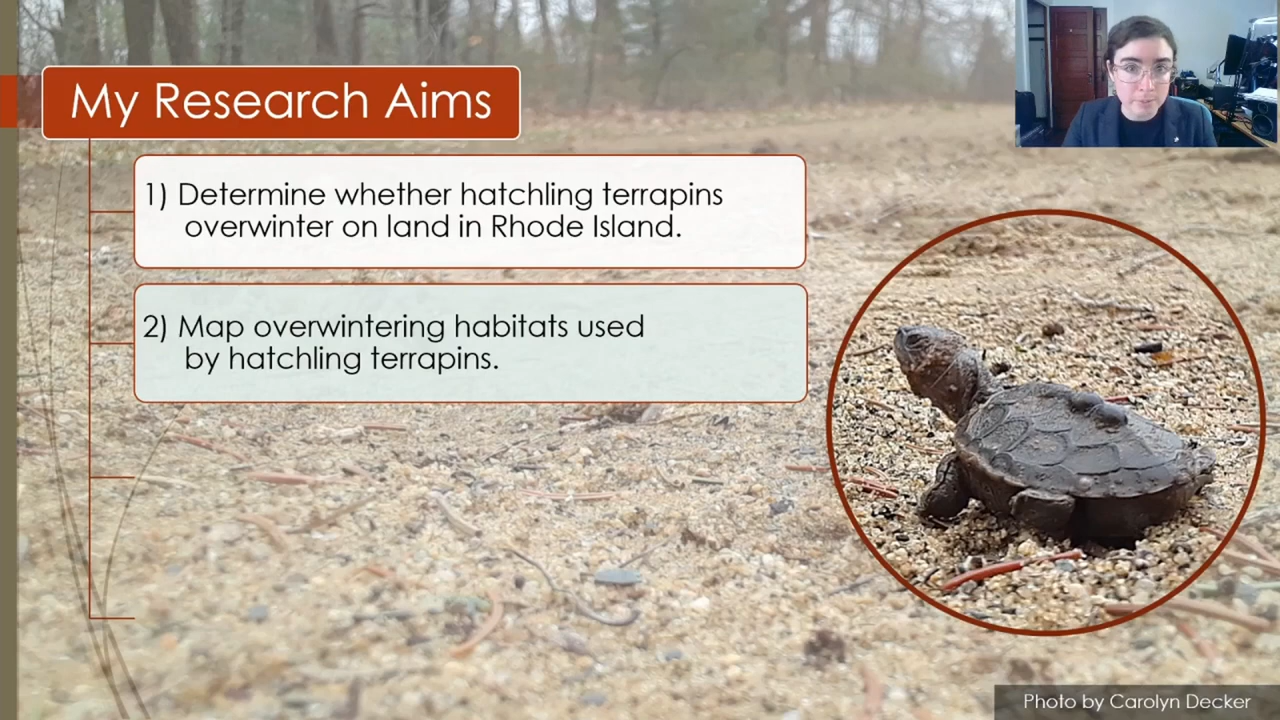 My Research Aims
1) Determine whether hatchling terrapins
overwinter on land in Rhode Island.
2) Map overwintering habitats used
by hatchling terrapins.
Photo by Carolyn Decker